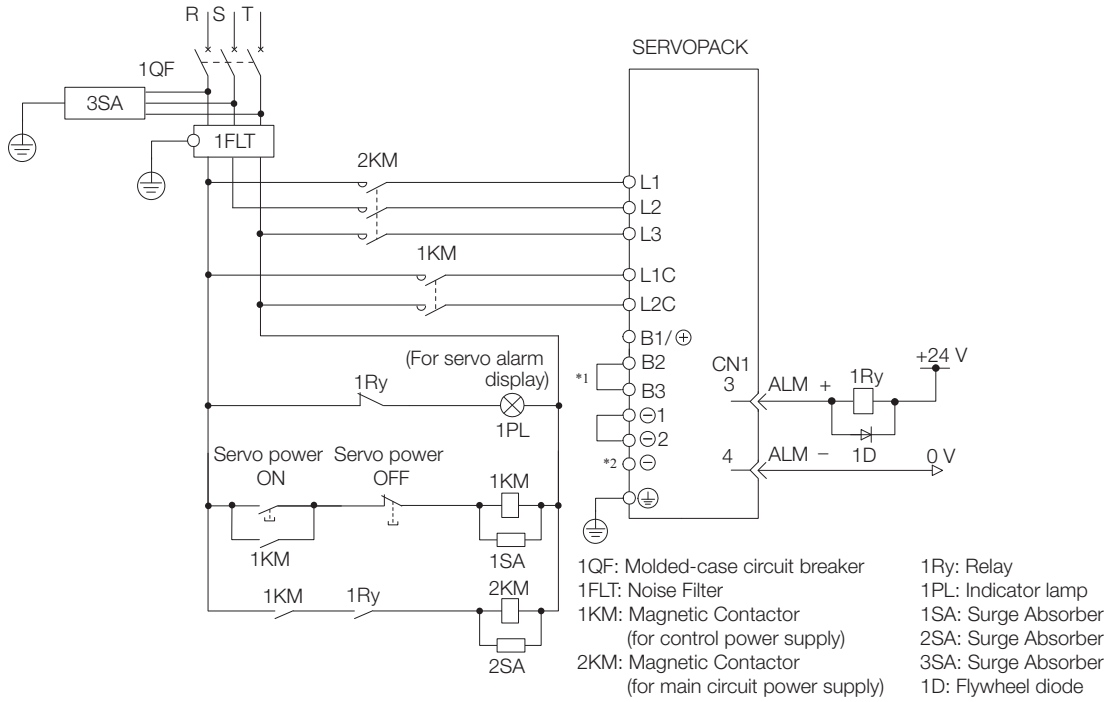 R S T
SERVOPACK
1QF
3SA
1FLT
2KM
L1
L2
L3
1KM
L1C
L2C
B1/⊕
(For servo alarm
display)
B2
CN1
+24 V
1Ry
*1
B3
3
ALM +
1Ry
1PL
⊖1
⊖2
1D
Servo power
ON
Servo power
OFF
*2
⊖
4
ALM −
0 V
1KM
1KM
1SA
1KM
1Ry
2KM
2SA
1QF: Molded-case circuit breaker
1FLT: Noise Filter
1KM: Magnetic Contactor
(for control power supply)
2KM: Magnetic Contactor
(for main circuit power supply)
1Ry: Relay
1PL: Indicator lamp
1SA: Surge Absorber
2SA: Surge Absorber
3SA: Surge Absorber
1D: Flywheel diode